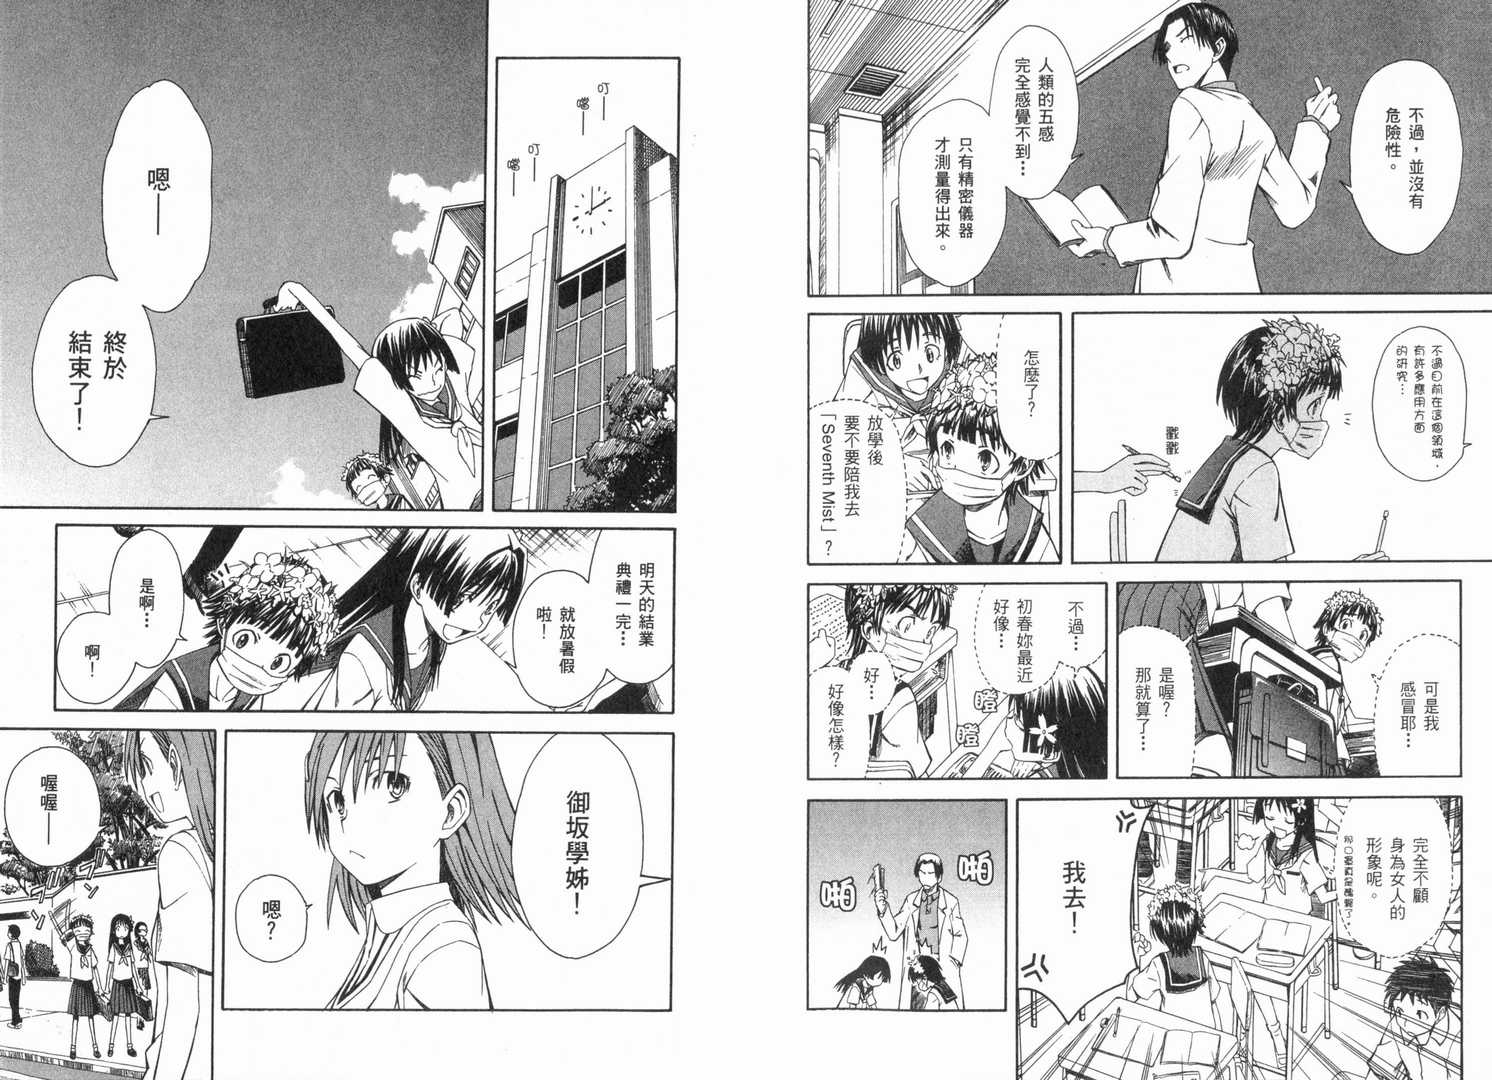 不過，並沒有
危險性。
人類的五感
完全感覺不到…
只有精密儀器
才測量得出來。
不過目前在這個領域，
有許多應用方面
的研究…
戳戳
怎麼了？
放學後
要不要陪我去
「Seventh Mist」？
可是我
感冒耶…
是喔？
那就算了…
不過…
初春妳最近
好像…
瞪
瞪
好…
好像怎樣？
完全不顧
身為女人的
形象呢。
我去！
啪
啪
叮
噹
叮
噹
嗯
終於
結束了！
明天的結業
典禮一完…
就放暑假
啦！
是啊…
啊！
御坂學姊！
嗯？
喔喔
ブン
ブン